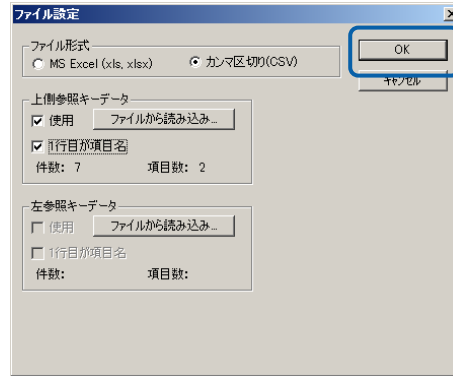 ファイル設定
ファイル形式
MS Excel (xls, xlsx)
カンマ区切り(CSV)
OK
キャンセル
上側参照キーデータ
使用
ファイルから読み込み...
1行目が項目名
件数: 7
項目数: 2
左参照キーデータ
使用
ファイルから読み込み...
1行目が項目名
件数:
項目数: